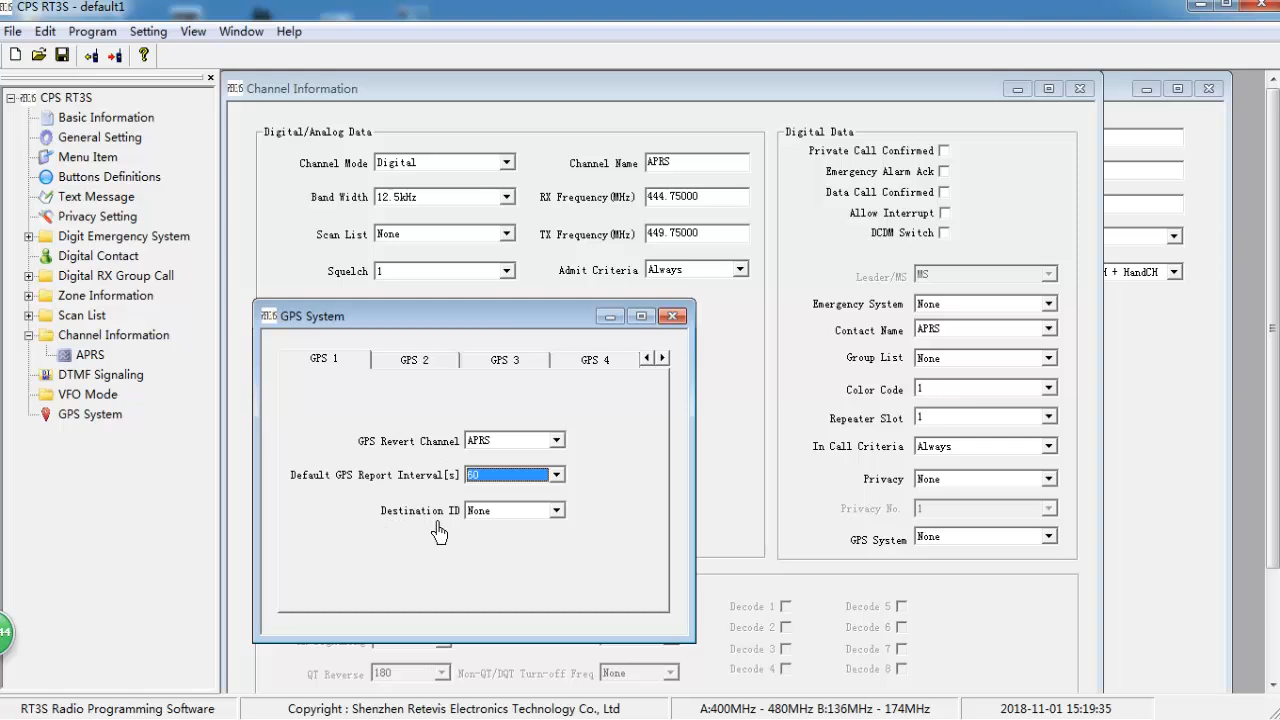 CPS RT3S - default1
File Edit Program Setting View Window Help
CPS RT3S
Basic Information
General Setting
Menu Item
Buttons Definitions
Text Message
Privacy Setting
Digit Emergency System
Digital Contact
Digital RX Group Call
Zone Information
Scan List
Channel Information
APRS
DTMF Signaling
VFO Mode
GPS System
Channel Information
Digital/Analog Data
Channel Mode Digital Channel Name APRS
Band Width 12.5kHz RX Frequency(MHz) 444.75000
Scan List None TX Frequency(MHz) 449.75000
Squelch 1 Admit Criteria Always
Digital Data
Private Call Confirmed
Emergency Alarm Ack
Data Call Confirmed
Allow Interrupt
DCDM Switch
Leader/MS MS
Emergency System None
Contact Name APRS
Group List None
Color Code 1
Repeater Slot 1
In Call Criteria Always
Privacy None
Privacy No. 1
GPS System None
+ HandCH
GPS System
GPS 1 GPS 2 GPS 3 GPS 4
GPS Revert Channel APRS
Default GPS Report Interval[s] 60
Destination ID None
Decode 1 Decode 5
Decode 2 Decode 6
Decode 3 Decode 7
Decode 4 Decode 8
QT Reverse 180 Non-QT/DQT Turn-off Freq None
44
RT3S Radio Programming Software Copyright : Shenzhen Retevis Electronics Technology Co., Ltd A:400MHz - 480MHz B:136MHz - 174MHz 2018-11-01 15:19:35